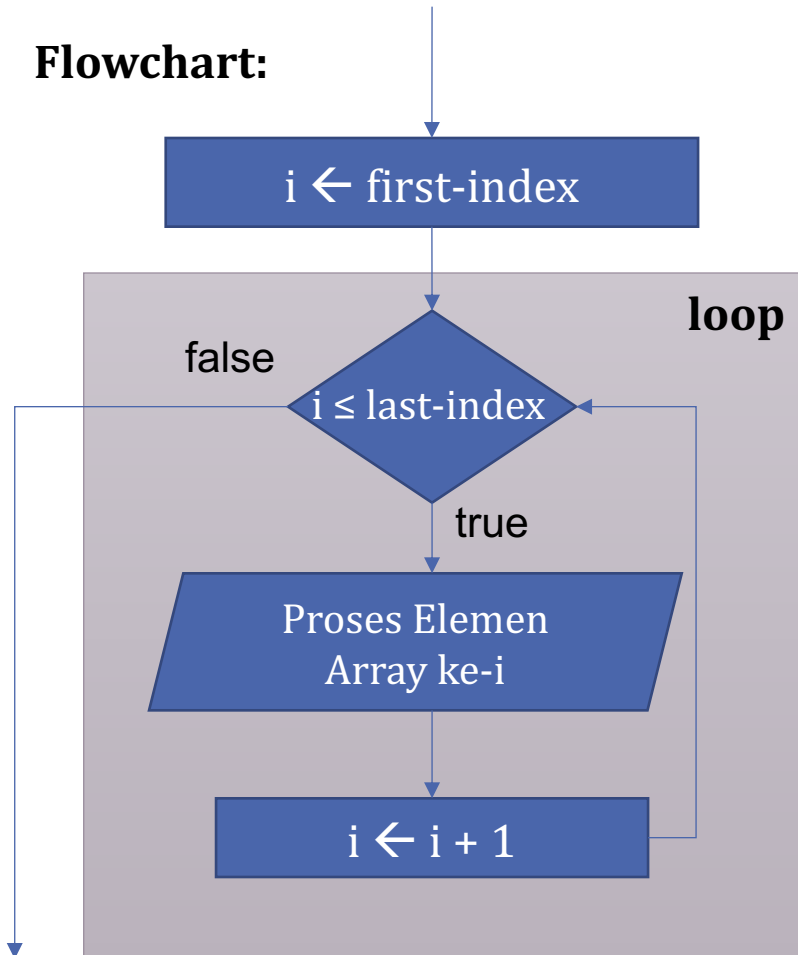 Flowchart:
i ← first-index
loop
false
i ≤ last-index
true
Proses Elemen
Array ke-i
i ← i + 1